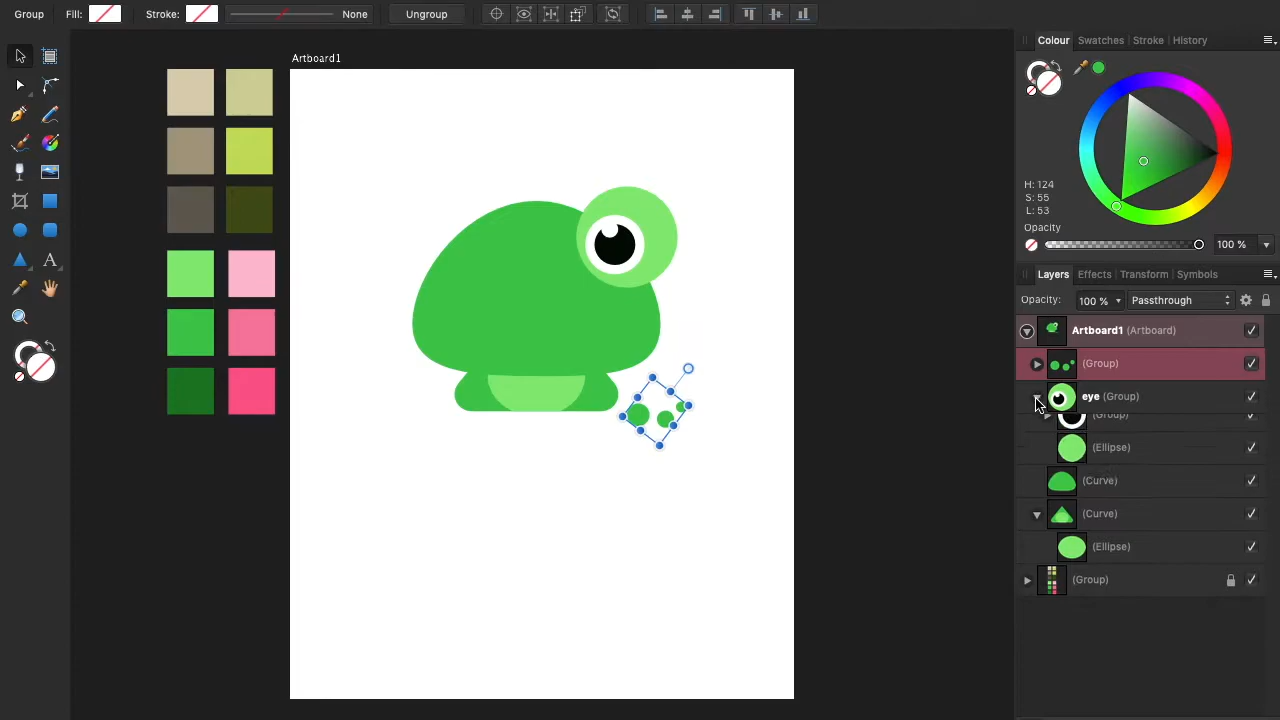 Group Fill: Stroke: None Ungroup
Artboard1
Colour Swatches Stroke History
H: 124
S: 55
L: 53
Opacity
100 %
Layers Effects Transform Symbols
Opacity: 100 % Passthrough
Artboard1 (Artboard)
(Group)
eye (Group)
(Group)
(Ellipse)
(Curve)
(Curve)
(Ellipse)
(Group)
A